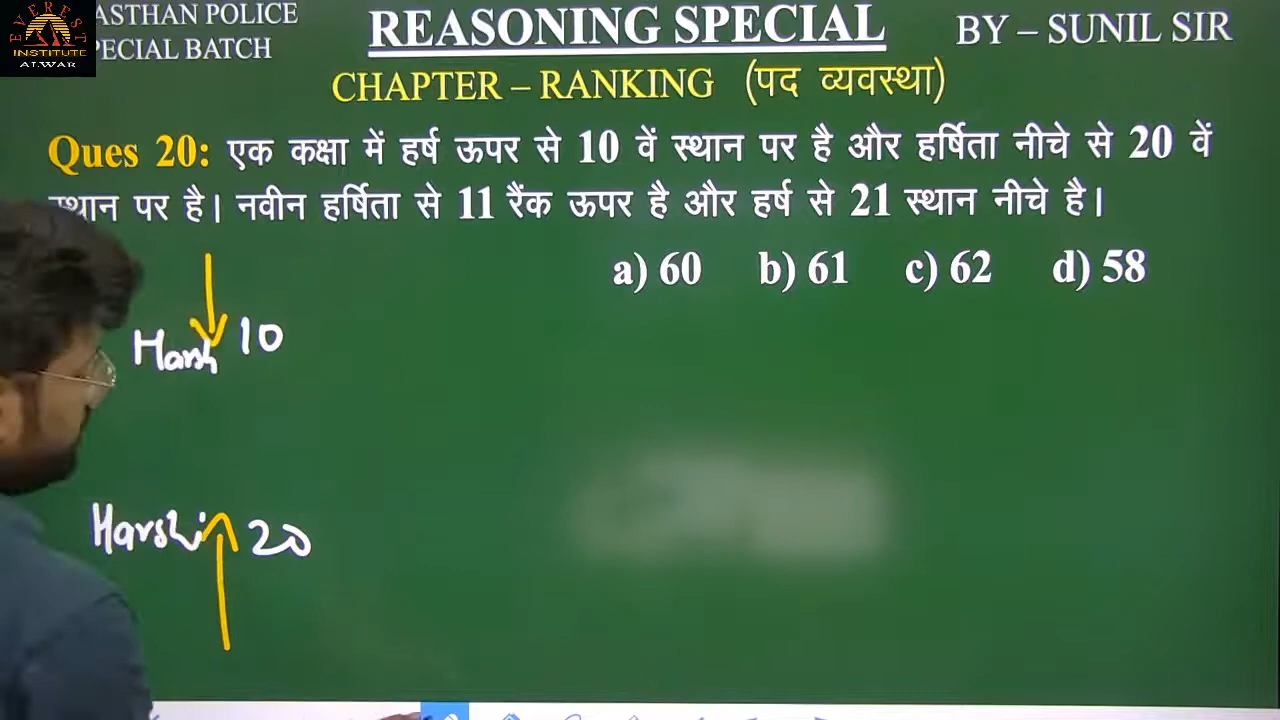 EVEREST
INSTITUTE
ASTHAN POLICE
PECIAL BATCH
REASONING SPECIAL
BY – SUNIL SIR
CHAPTER – RANKING (पद व्यवस्था)
Ques 20: एक कक्षा में हर्ष ऊपर से 10 वें स्थान पर है और हर्षिता नीचे से 20 वें
स्थान पर है। नवीन हर्षिता से 11 रैंक ऊपर है और हर्ष से 21 स्थान नीचे है।
a) 60 b) 61 c) 62 d) 58
Harsh 10
Harshi 20